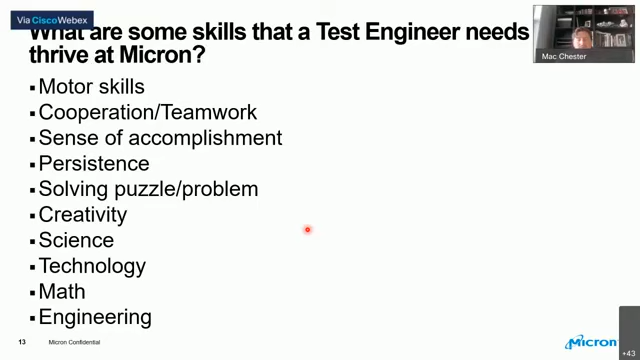 Via Cisco Webex
What are some skills that a Test Engineer needs
thrive at Micron?
Mac Chester
▪Motor skills
▪Cooperation/Teamwork
▪Sense of accomplishment
▪Persistence
▪Solving puzzle/problem
▪Creativity
▪Science
▪Technology
▪Math
▪Engineering
13 Micron Confidential
Micron
+43